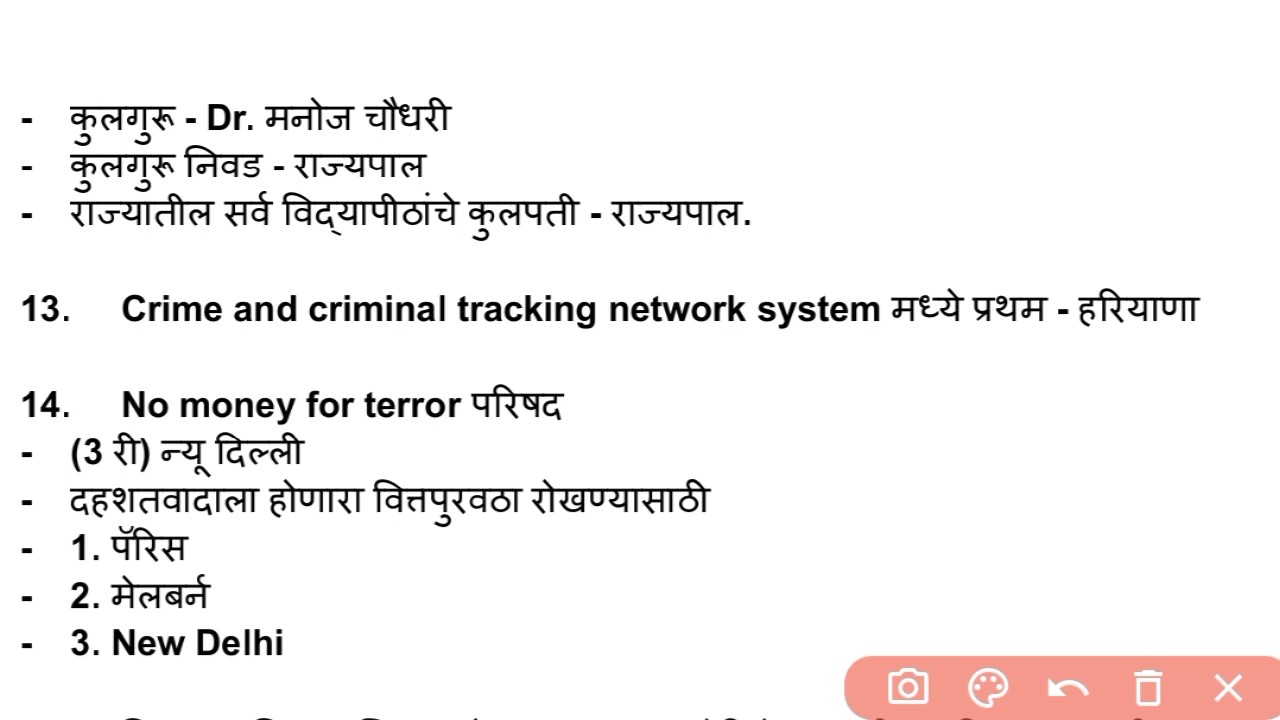 - कुलगुरू - Dr. मनोज चौधरी
- कुलगुरू निवड - राज्यपाल
- राज्यातील सर्व विद्यापीठांचे कुलपती - राज्यपाल.
13. Crime and criminal tracking network system मध्ये प्रथम - हरियाणा
14. No money for terror परिषद
- (3 री) न्यू दिल्ली
- दहशतवादाला होणारा वित्तपुरवठा रोखण्यासाठी
- 1. पॅरिस
- 2. मेलबर्न
- 3. New Delhi